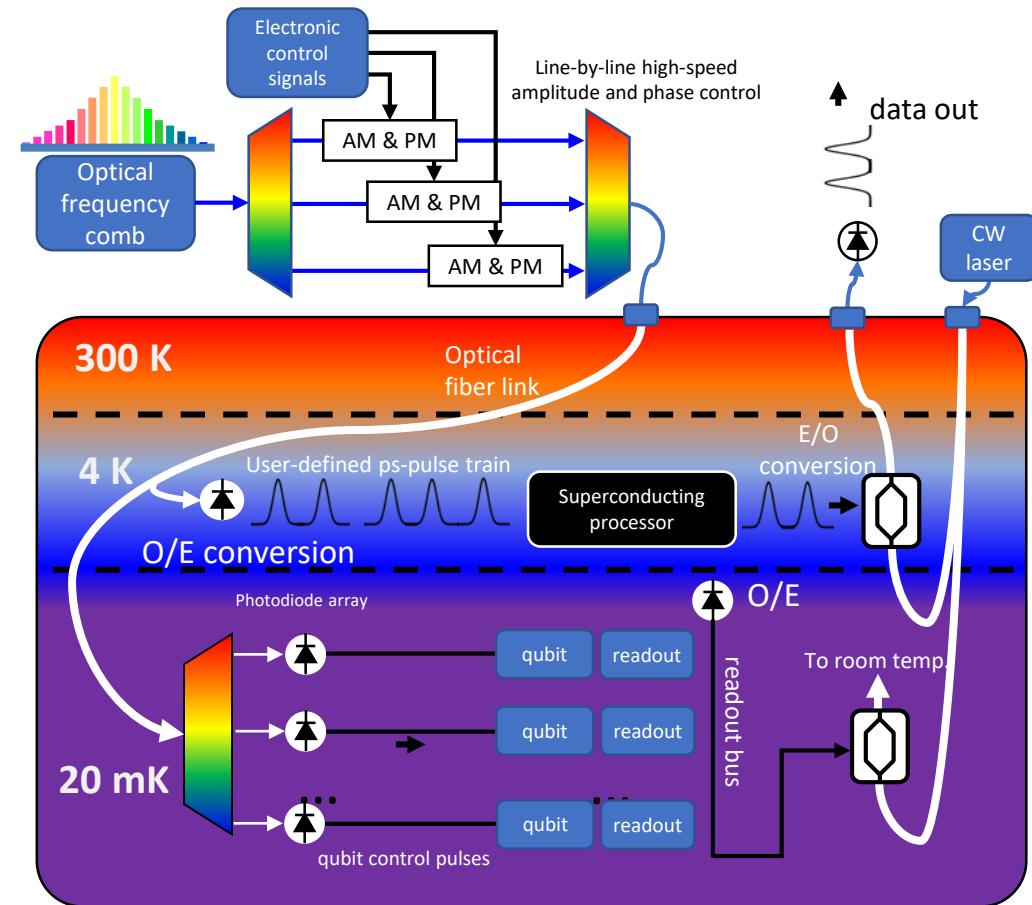 Electronic
control
signals
Line-by-line high-speed
amplitude and phase control
data out
AM & PM
AM & PM
AM & PM
Optical
frequency
comb
CW
laser
300 K
Optical
fiber link
4 K
User-defined ps-pulse train
E/O
conversion
Superconducting
processor
O/E conversion
O/E
Photodiode array
qubit
readout
readout bus
To room temp.
qubit
readout
20 mK
...
...
qubit
readout
qubit control pulses